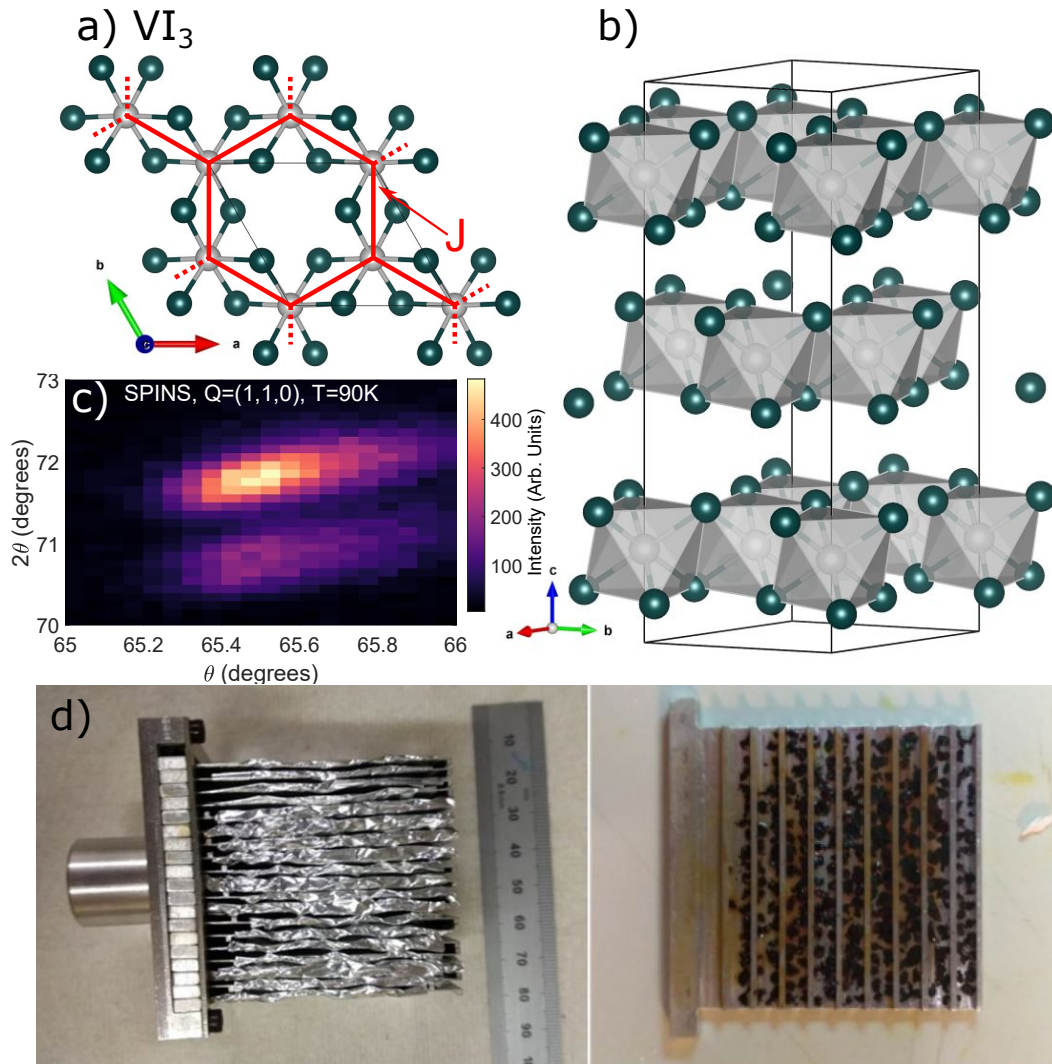 a) VI₃
b)
J
b
c
a
c)
SPINS, Q=(1,1,0), T=90K
73
72
71
70
2θ (degrees)
65
65.2
65.4
65.6
65.8
66
θ (degrees)
400
300
200
100
Intensity (Arb. Units)
c
a
b
d)
10
20
30
40
50
60
70
80
90